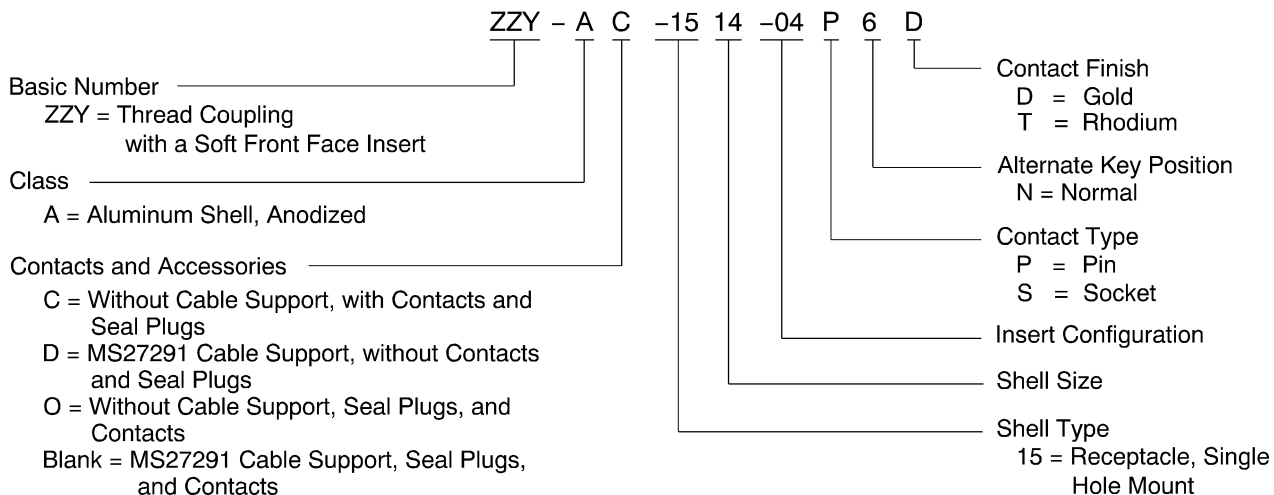 ZZY – A C –15 14 –04 P 6 D
Basic Number
ZZY = Thread Coupling
with a Soft Front Face Insert
Class
A = Aluminum Shell, Anodized
Contacts and Accessories
C = Without Cable Support, with Contacts and
Seal Plugs
D = MS27291 Cable Support, without Contacts
and Seal Plugs
O = Without Cable Support, Seal Plugs, and
Contacts
Blank = MS27291 Cable Support, Seal Plugs,
and Contacts
Contact Finish
D = Gold
T = Rhodium
Alternate Key Position
N = Normal
Contact Type
P = Pin
S = Socket
Insert Configuration
Shell Size
Shell Type
15 = Receptacle, Single
Hole Mount